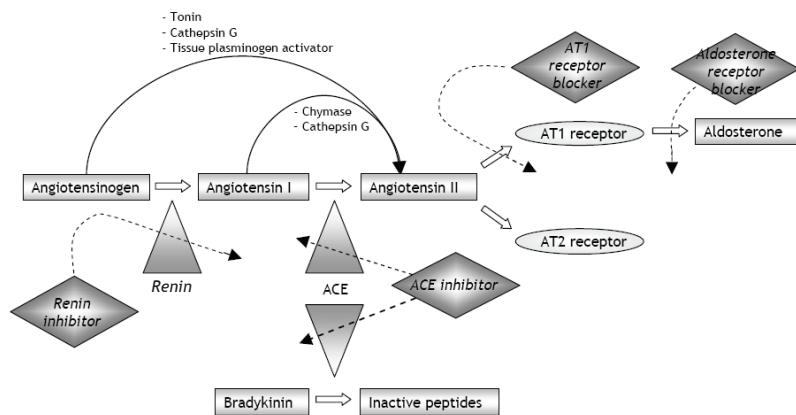 - Tonin
- Cathepsin G
- Tissue plasminogen activator
AT1
receptor
blocker
Aldosterone
receptor
blocker
- Chymase
- Cathepsin G
AT1 receptor
Aldosterone
Angiotensinogen
Angiotensin I
Angiotensin II
AT2 receptor
Renin
ACE
ACE inhibitor
Renin
inhibitor
Bradykinin
Inactive peptides